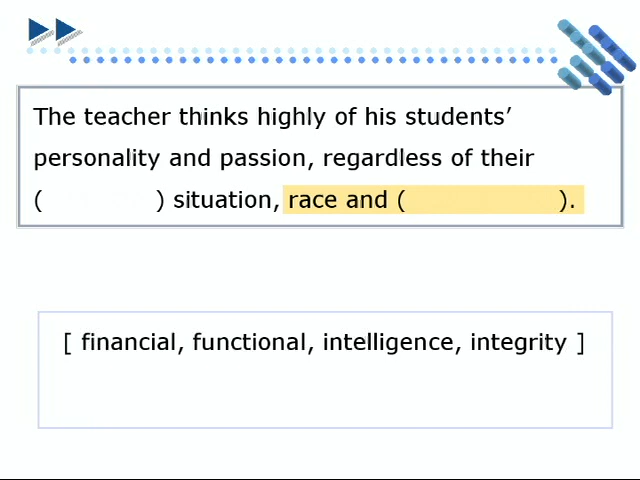 The teacher thinks highly of his students’
personality and passion, regardless of their
( ) situation, race and ( ).
[ financial, functional, intelligence, integrity ]